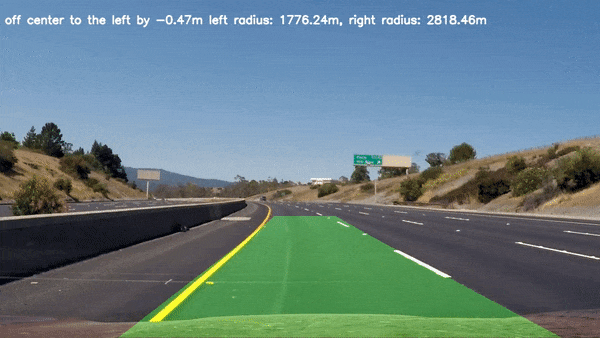 off center to the left by −0.47m left radius: 1776.24m, right radius: 2818.46m